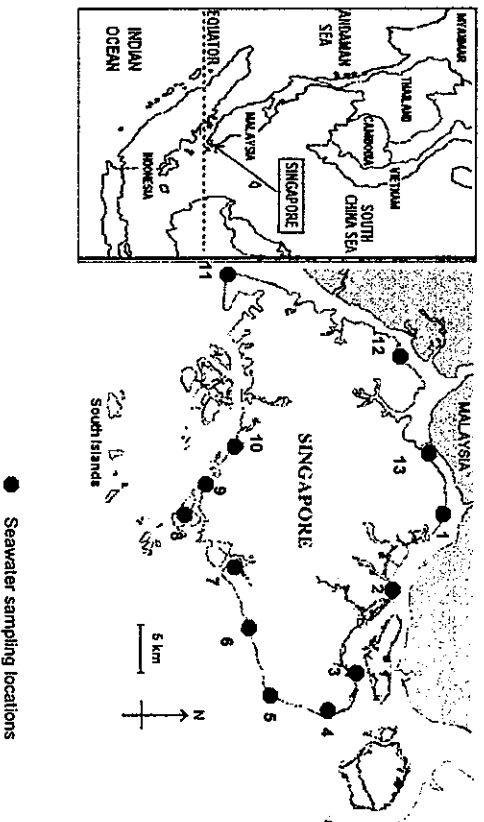 MYANMAR
THAILAND
CAMBODIA
VIETNAM
ANDAMAN
SEA
SOUTH
CHINA SEA
MALAYSIA
SINGAPORE
EQUATOR
INDONESIA
INDIAN
OCEAN
MALAYSIA
SINGAPORE
South Islands
1
2
3
4
5
6
7
8
9
10
11
12
13
5 km
N
Seawater sampling locations